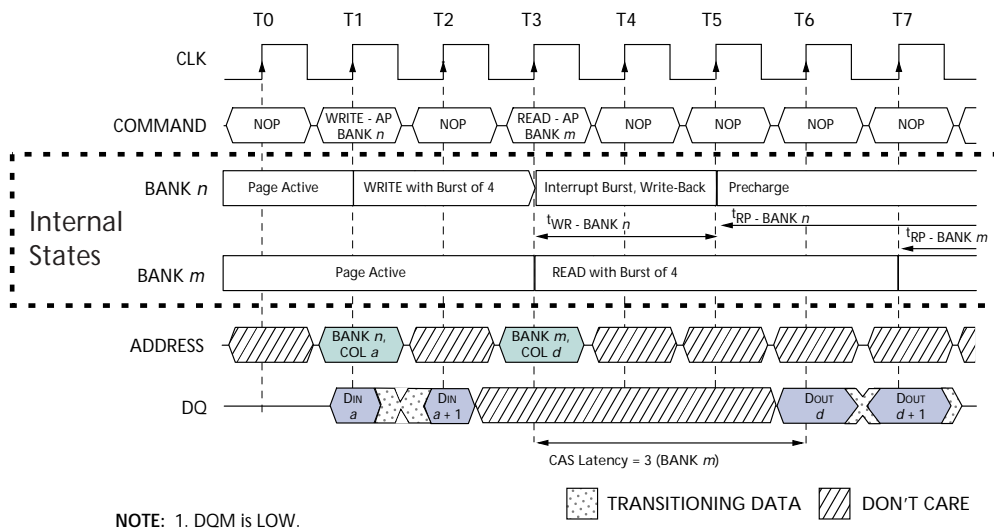 T0 T1 T2 T3 T4 T5 T6 T7
CLK
COMMAND NOP WRITE - AP BANK n NOP READ - AP BANK m NOP NOP NOP NOP
Internal States
BANK n Page Active WRITE with Burst of 4 Interrupt Burst, Write-Back Precharge
tWR - BANK n tRP - BANK n
tRP - BANK m
BANK m Page Active READ with Burst of 4
ADDRESS BANK n, COL a BANK m, COL d
DQ DIN a DIN a + 1 DOUT d DOUT d + 1
CAS Latency = 3 (BANK m)
TRANSITIONING DATA DON'T CARE
NOTE: 1. DQM is LOW.